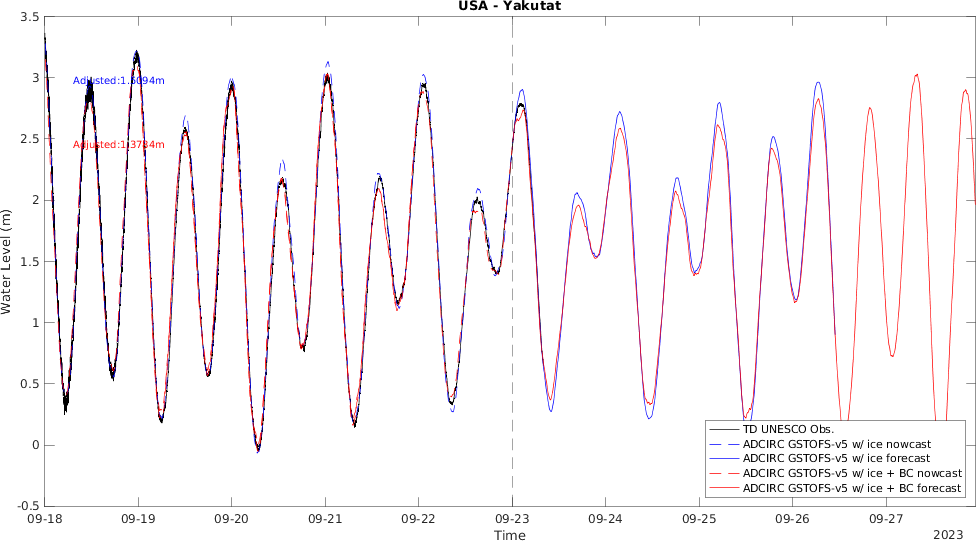 USA - Yakutat
3.5
3
2.5
2
1.5
1
0.5
0
-0.5
Water Level (m)
Adjusted:1.6094m
Adjusted:1.3784m
TD UNESCO Obs.
ADCIRC GSTOFS-v5 w/ ice nowcast
ADCIRC GSTOFS-v5 w/ ice forecast
ADCIRC GSTOFS-v5 w/ ice + BC nowcast
ADCIRC GSTOFS-v5 w/ ice + BC forecast
09-18 09-19 09-20 09-21 09-22 09-23 09-24 09-25 09-26 09-27
Time
2023